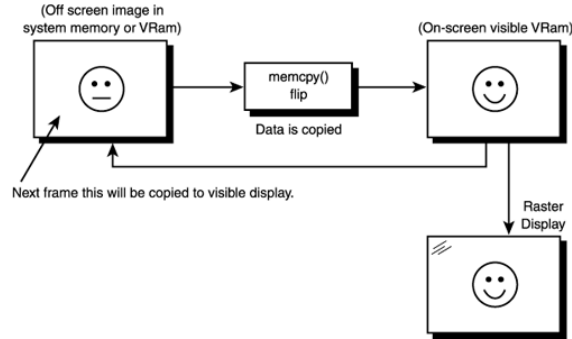 (Off screen image in
system memory or VRam)
memcpy()
flip
Data is copied
(On-screen visible VRam)
Next frame this will be copied to visible display.
Raster
Display